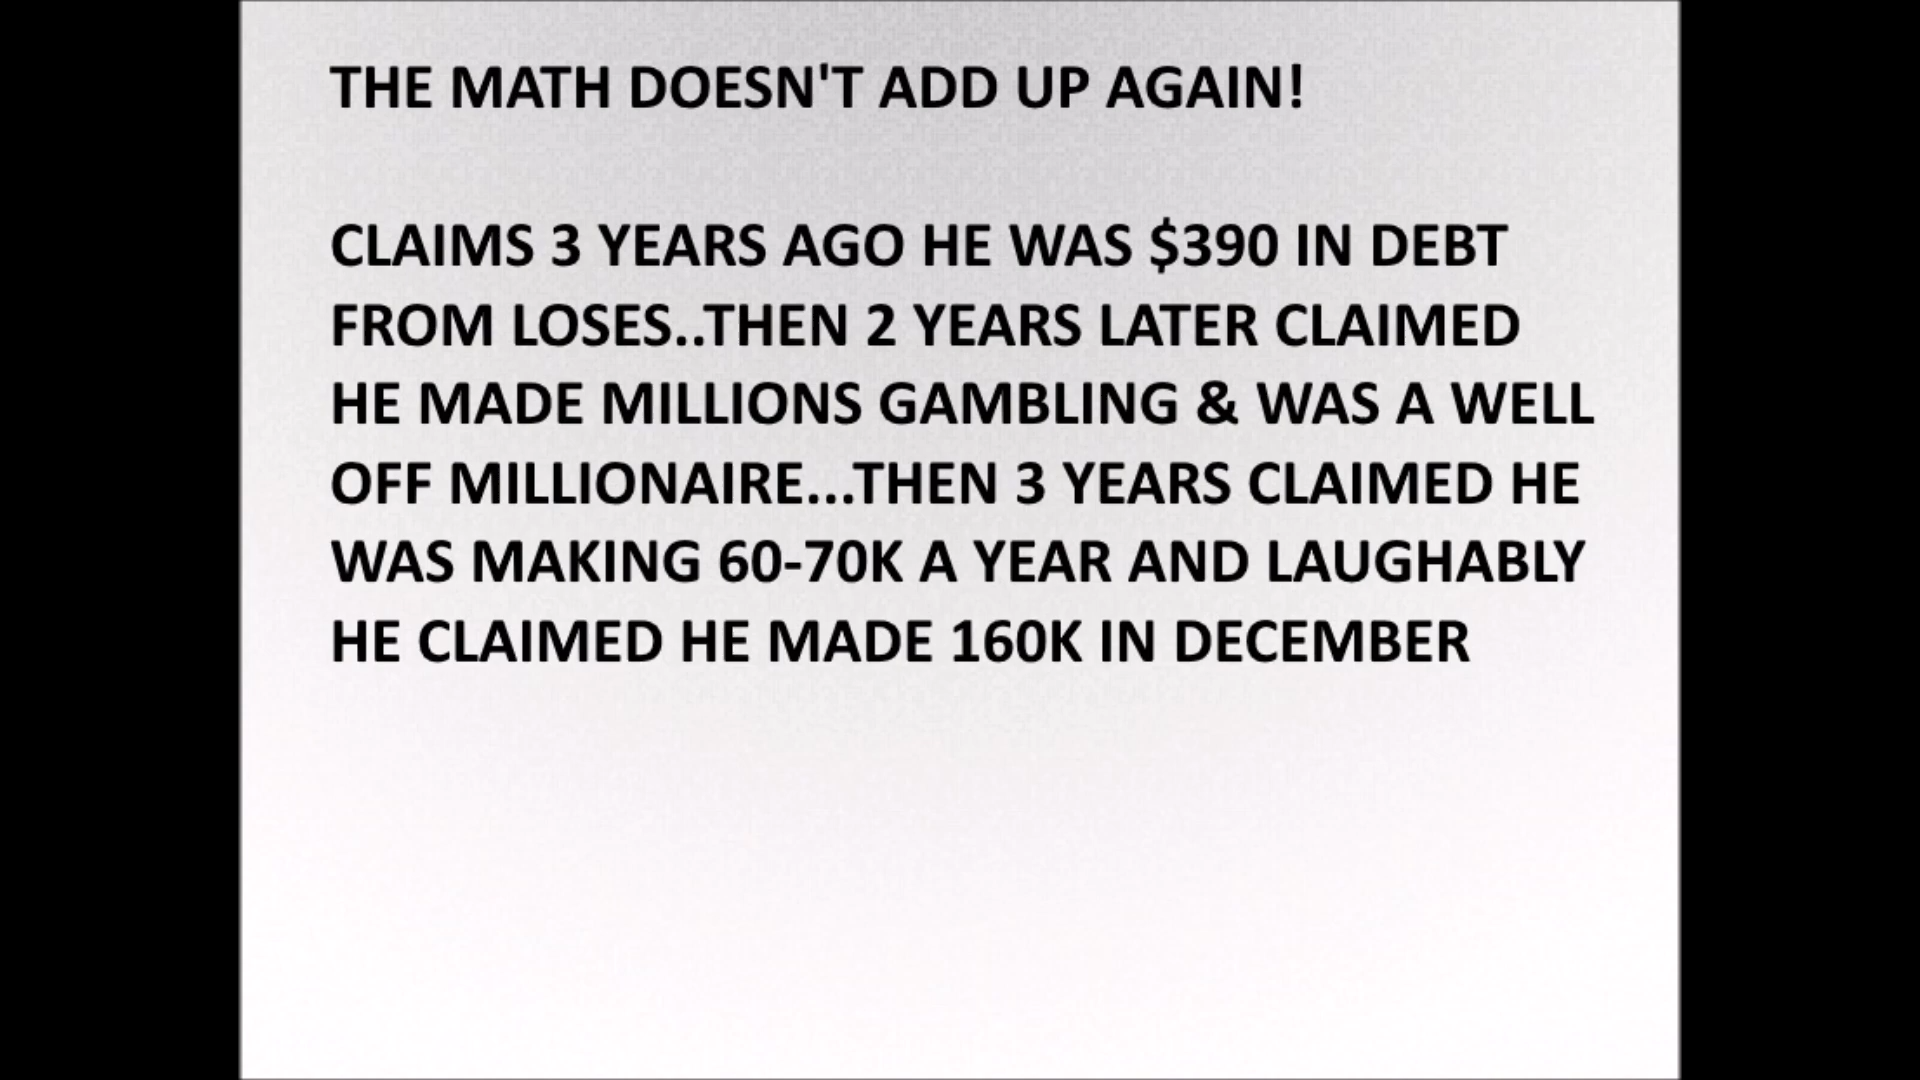 THE MATH DOESN'T ADD UP AGAIN!
CLAIMS 3 YEARS AGO HE WAS $390 IN DEBT
FROM LOSES..THEN 2 YEARS LATER CLAIMED
HE MADE MILLIONS GAMBLING & WAS A WELL
OFF MILLIONAIRE...THEN 3 YEARS CLAIMED HE
WAS MAKING 60-70K A YEAR AND LAUGHABLY
HE CLAIMED HE MADE 160K IN DECEMBER